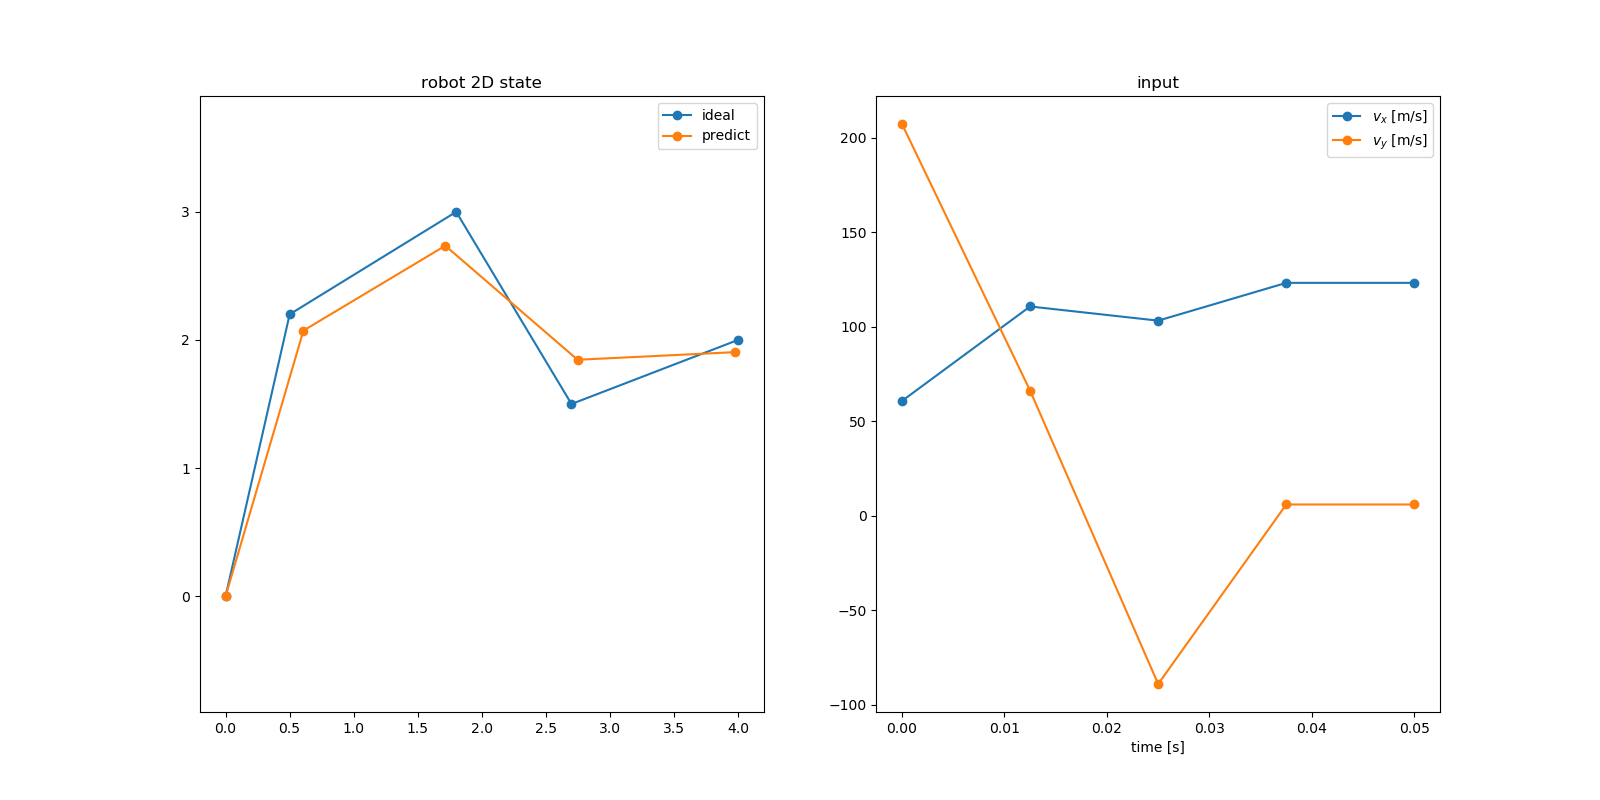 robot 2D state
ideal
predict
3
2
1
0
0.0 0.5 1.0 1.5 2.0 2.5 3.0 3.5 4.0
input
v_x [m/s]
v_y [m/s]
200
150
100
50
0
−50
−100
0.00 0.01 0.02 0.03 0.04 0.05
time [s]